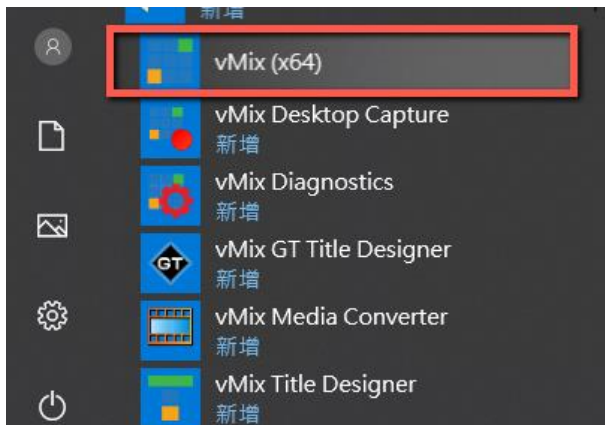 新增
vMix (x64)
vMix Desktop Capture
新增
vMix Diagnostics
新增
GT
vMix GT Title Designer
新增
vMix Media Converter
新增
vMix Title Designer
新增